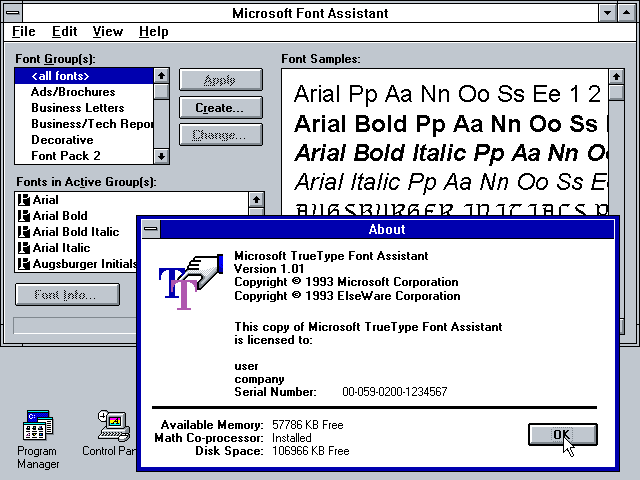 Microsoft Font Assistant
File Edit View Help
Font Group(s):
<all fonts>
Ads/Brochures
Business Letters
Business/Tech Repor
Decorative
Font Pack 2
Apply
Create...
Change...
Fonts in Active Group(s):
Arial
Arial Bold
Arial Bold Italic
Arial Italic
Augsburger Initials
Font Info...
Font Samples:
Arial Pp Aa Nn Oo Ss Ee 1 2
Arial Bold Pp Aa Nn Oo Ss
Arial Bold Italic Pp Aa Nn O
Arial Italic Pp Aa Nn Oo Ss E
AUGSBURGER INITIALS P
About
TT
Microsoft TrueType Font Assistant
Version 1.01
Copyright © 1993 Microsoft Corporation
Copyright © 1993 ElseWare Corporation
This copy of Microsoft TrueType Font Assistant
is licensed to:
user
company
Serial Number: 00-059-0200-1234567
Available Memory: 57786 KB Free
Math Co-processor: Installed
Disk Space: 106966 KB Free
OK
Program
Manager
Control Pan